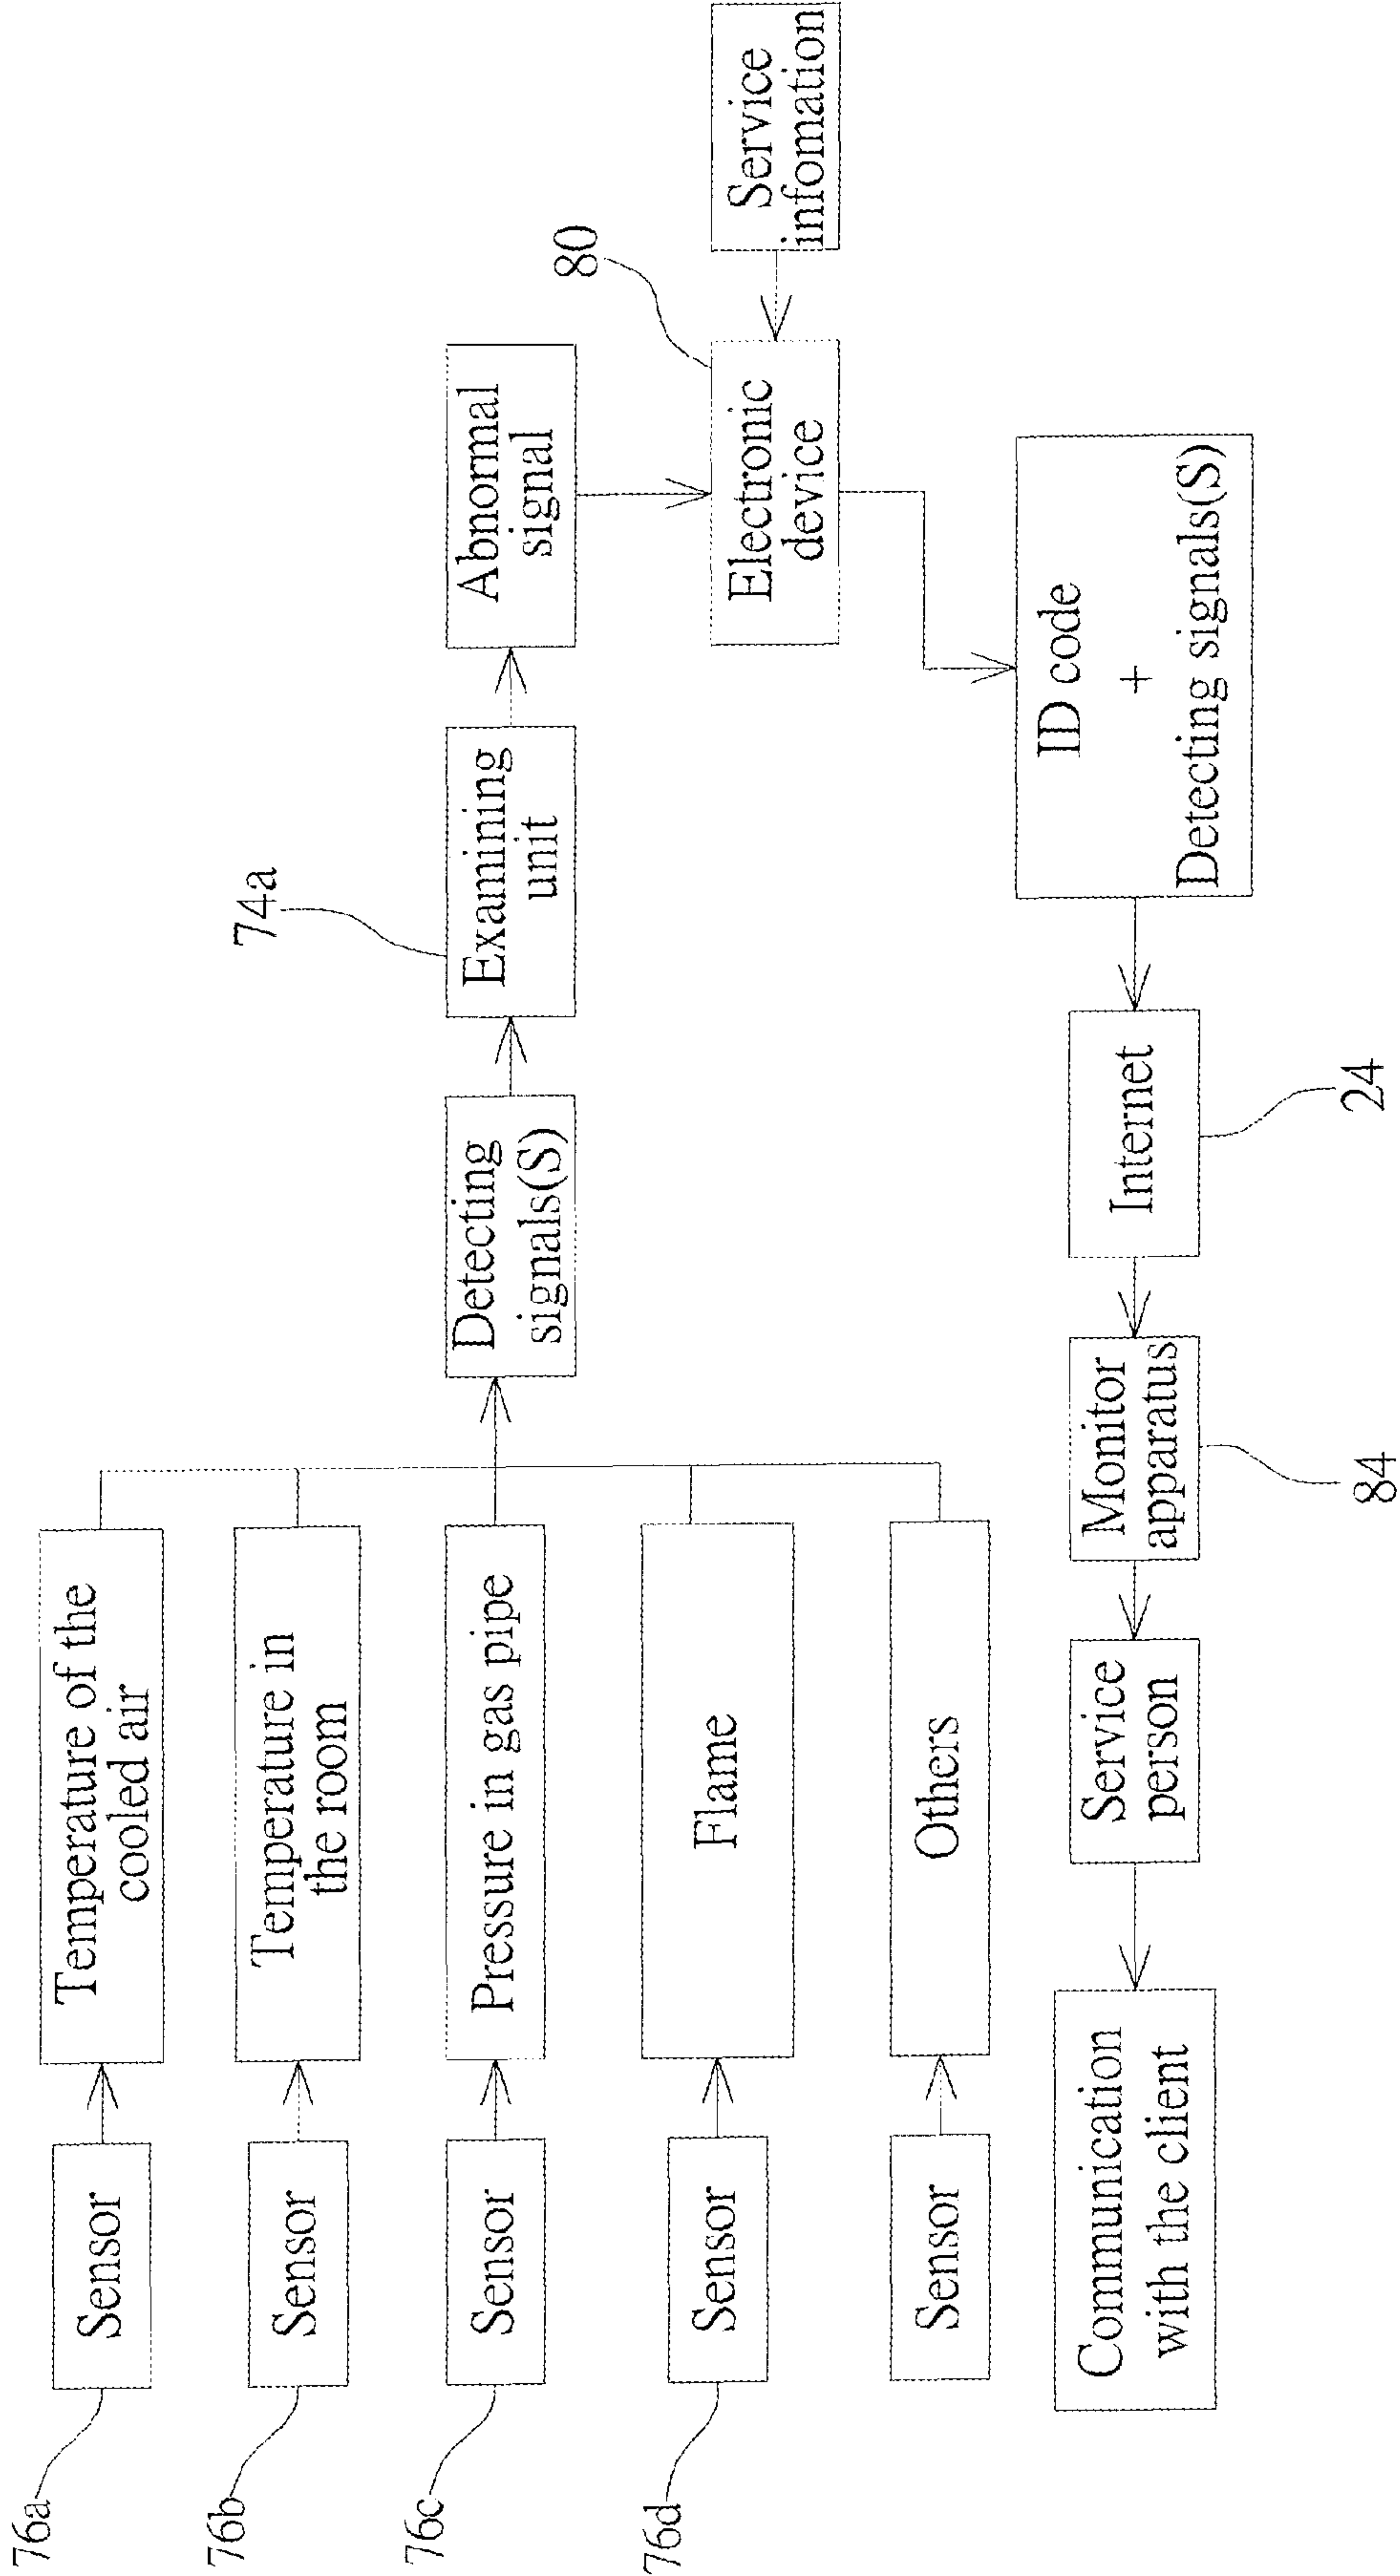 76a
Sensor
Temperature of the
cooled air
76b
Sensor
Temperature in
the room
76c
Sensor
Pressure in gas pipe
76d
Sensor
Flame
Sensor
Others
Detecting
signals(S)
74a
Examining
unit
Abnormal
signal
80
Electronic
device
Service
infomation
ID code
+
Detecting signals(S)
Internet
24
Monitor
apparatus
84
Service
person
Communication
with the client